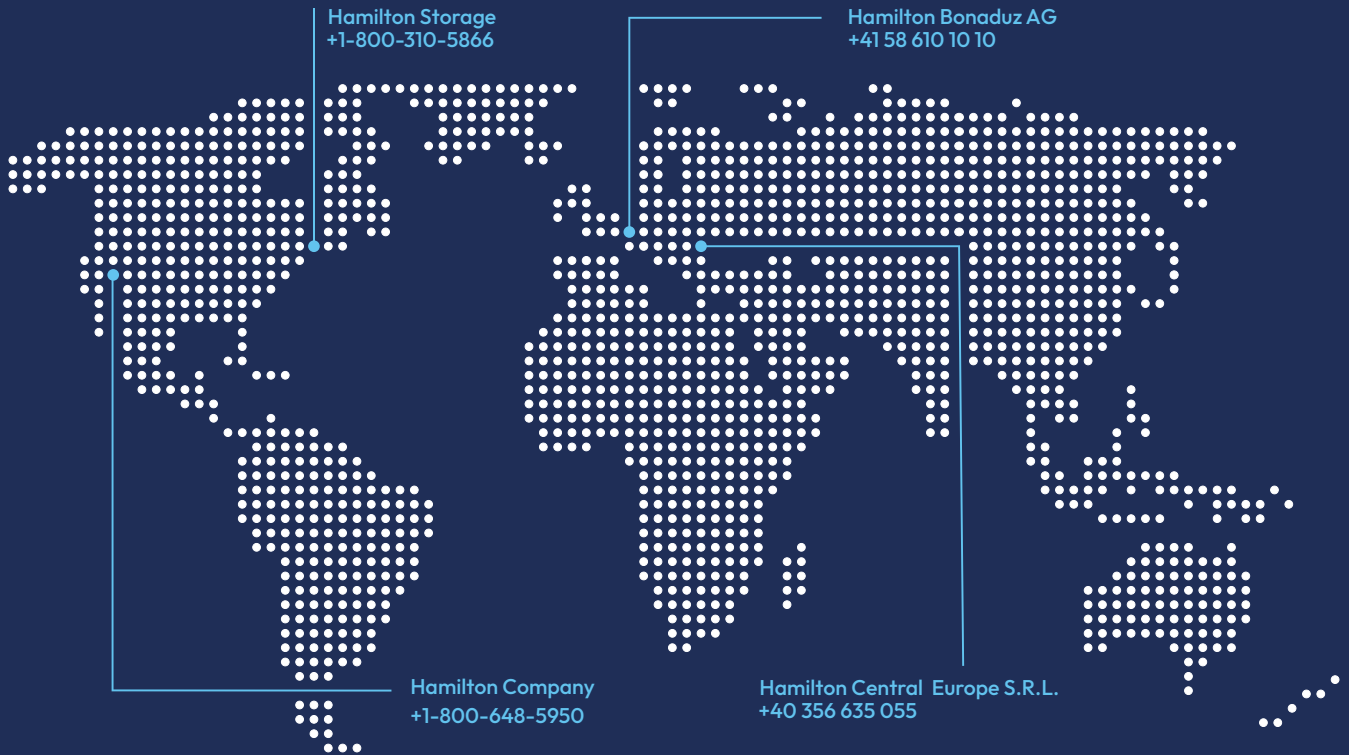 Hamilton Storage
+1-800-310-5866
Hamilton Bonaduz AG
+41 58 610 10 10
Hamilton Company
+1-800-648-5950
Hamilton Central Europe S.R.L.
+40 356 635 055